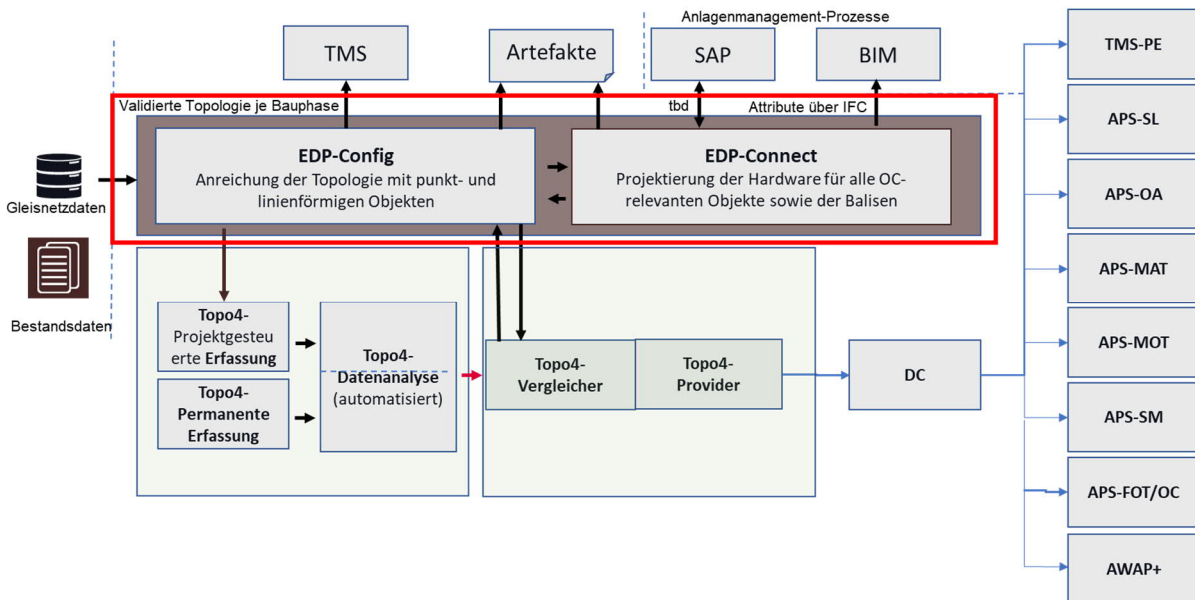 Anlagenmanagement-Prozesse
TMS
Artefakte
SAP
BIM
Validierte Topologie je Bauphase
tbd
Attribute über IFC
EDP-Config
Anreichung der Topologie mit punkt- und
linienförmigen Objekten
EDP-Connect
Projektierung der Hardware für alle OC-
relevanten Objekte sowie der Balisen
Gleisnetzdaten
Bestandsdaten
Topo4-
Projektgesteu
erte Erfassung
Topo4-
Permanente
Erfassung
Topo4-
Datenanalyse
(automatisiert)
Topo4-
Vergleicher
Topo4-
Provider
DC
TMS-PE
APS-SL
APS-OA
APS-MAT
APS-MOT
APS-SM
APS-FOT/OC
AWAP+